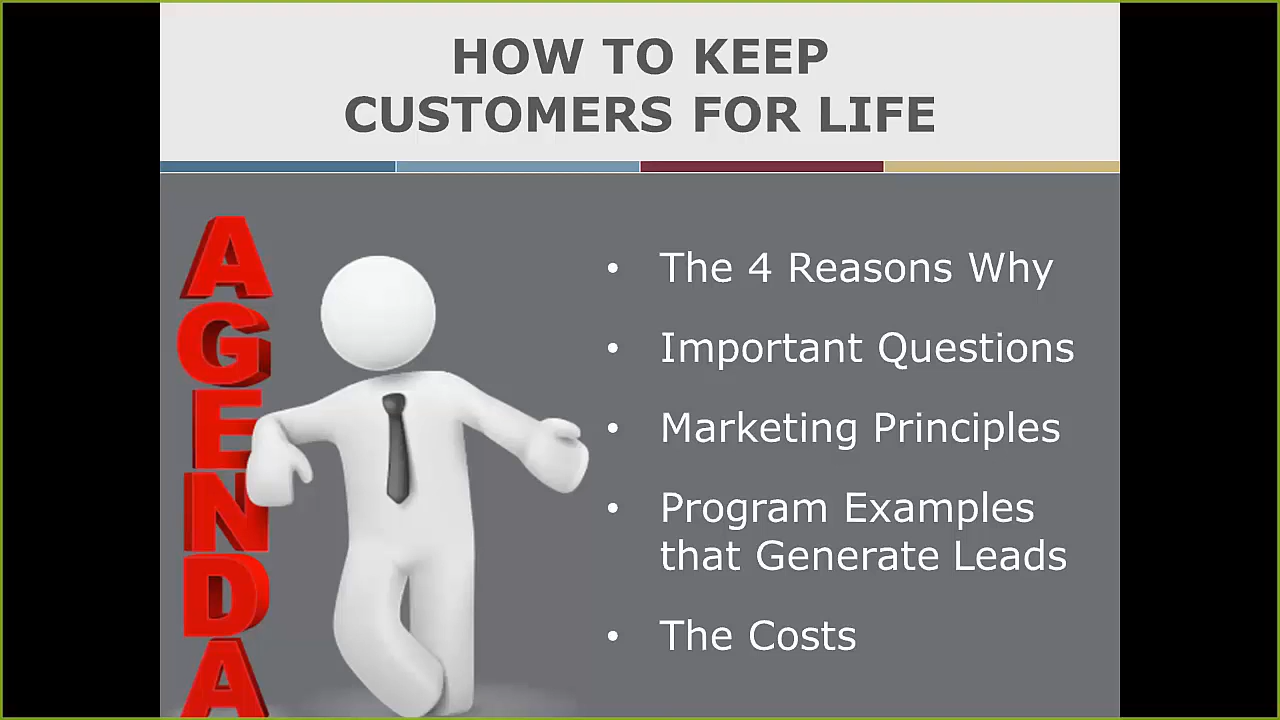 HOW TO KEEP
CUSTOMERS FOR LIFE
AGENDA
• The 4 Reasons Why
• Important Questions
• Marketing Principles
• Program Examples
that Generate Leads
• The Costs